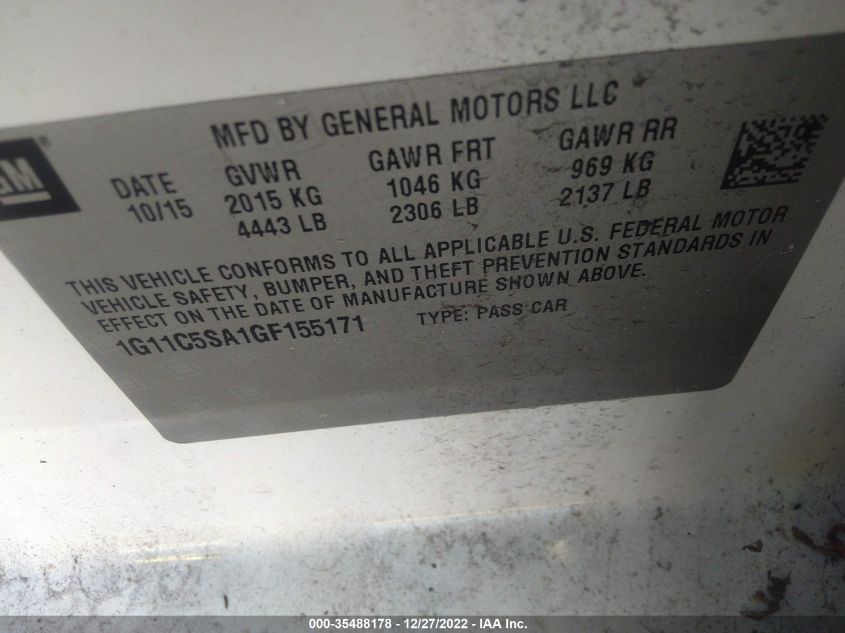 MFD BY GENERAL MOTORS LLC
GM
®
DATE GVWR GAWR FRT GAWR RR
10/15 2015 KG 1046 KG 969 KG
4443 LB 2306 LB 2137 LB
THIS VEHICLE CONFORMS TO ALL APPLICABLE U.S. FEDERAL MOTOR
VEHICLE SAFETY, BUMPER, AND THEFT PREVENTION STANDARDS IN
EFFECT ON THE DATE OF MANUFACTURE SHOWN ABOVE.
1G11C5SA1GF155171 TYPE: PASS CAR
000-35488178 - 12/27/2022 - IAA Inc.